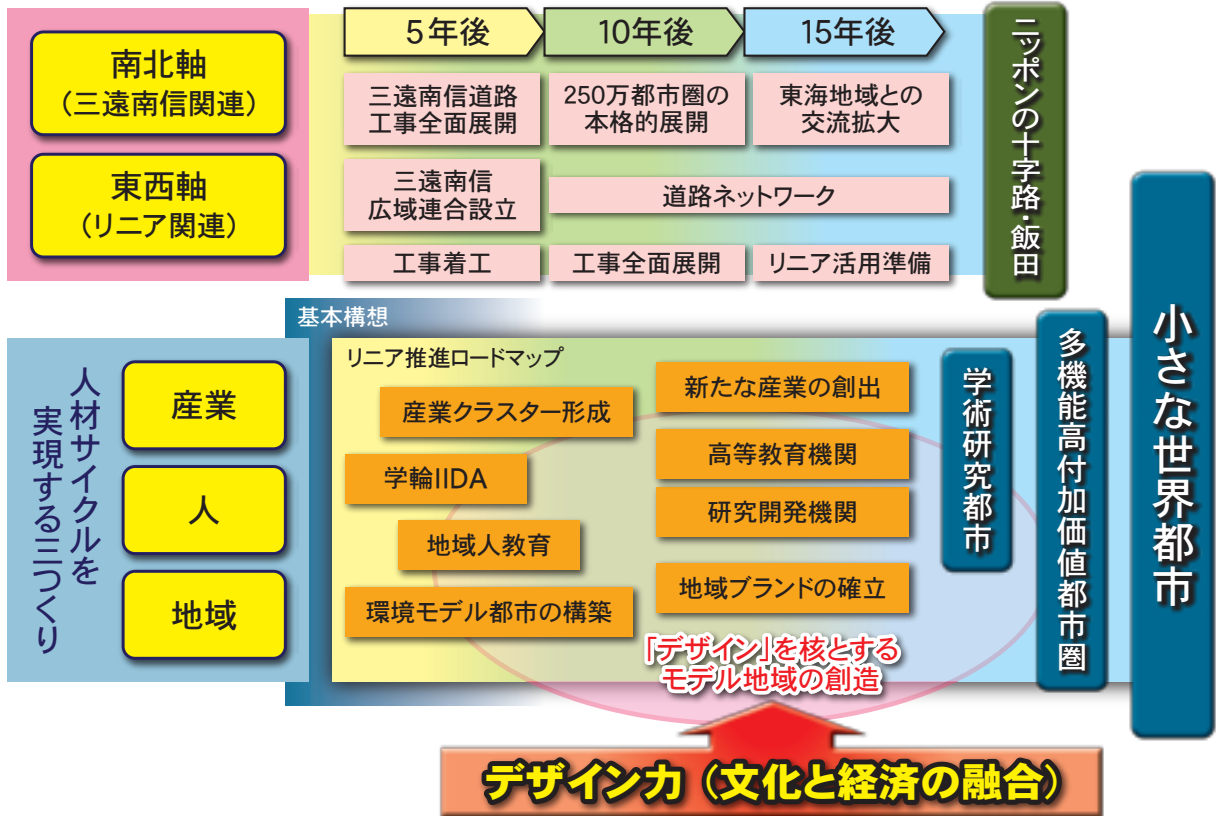 5年後
10年後
15年後
南北軸
（三遠南信関連）
三遠南信道路
工事全面展開
250万都市圏の
本格的展開
東海地域との
交流拡大
東西軸
（リニア関連）
三遠南信
広域連合設立
道路ネットワーク
工事着工
工事全面展開
リニア活用準備
ニッポンの十字路・飯田
基本構想
リニア推進ロードマップ
人材サイクルを
実現する三つくり
産業
人
地域
産業クラスター形成
学輪IIDA
地域人教育
環境モデル都市の構築
新たな産業の創出
高等教育機関
研究開発機関
地域ブランドの確立
「デザイン」を核とする
モデル地域の創造
学術研究都市
多機能高付加価値都市圏
小さな世界都市
デザイン力（文化と経済の融合）